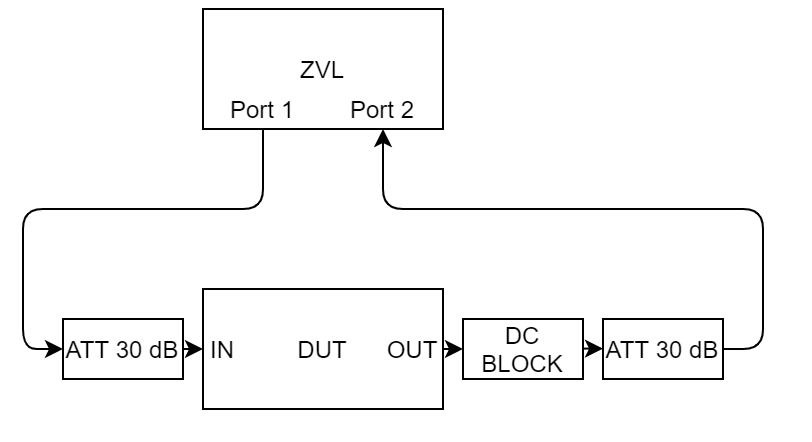 ZVL
Port 1 Port 2
ATT 30 dB
IN DUT OUT
DC
BLOCK
ATT 30 dB